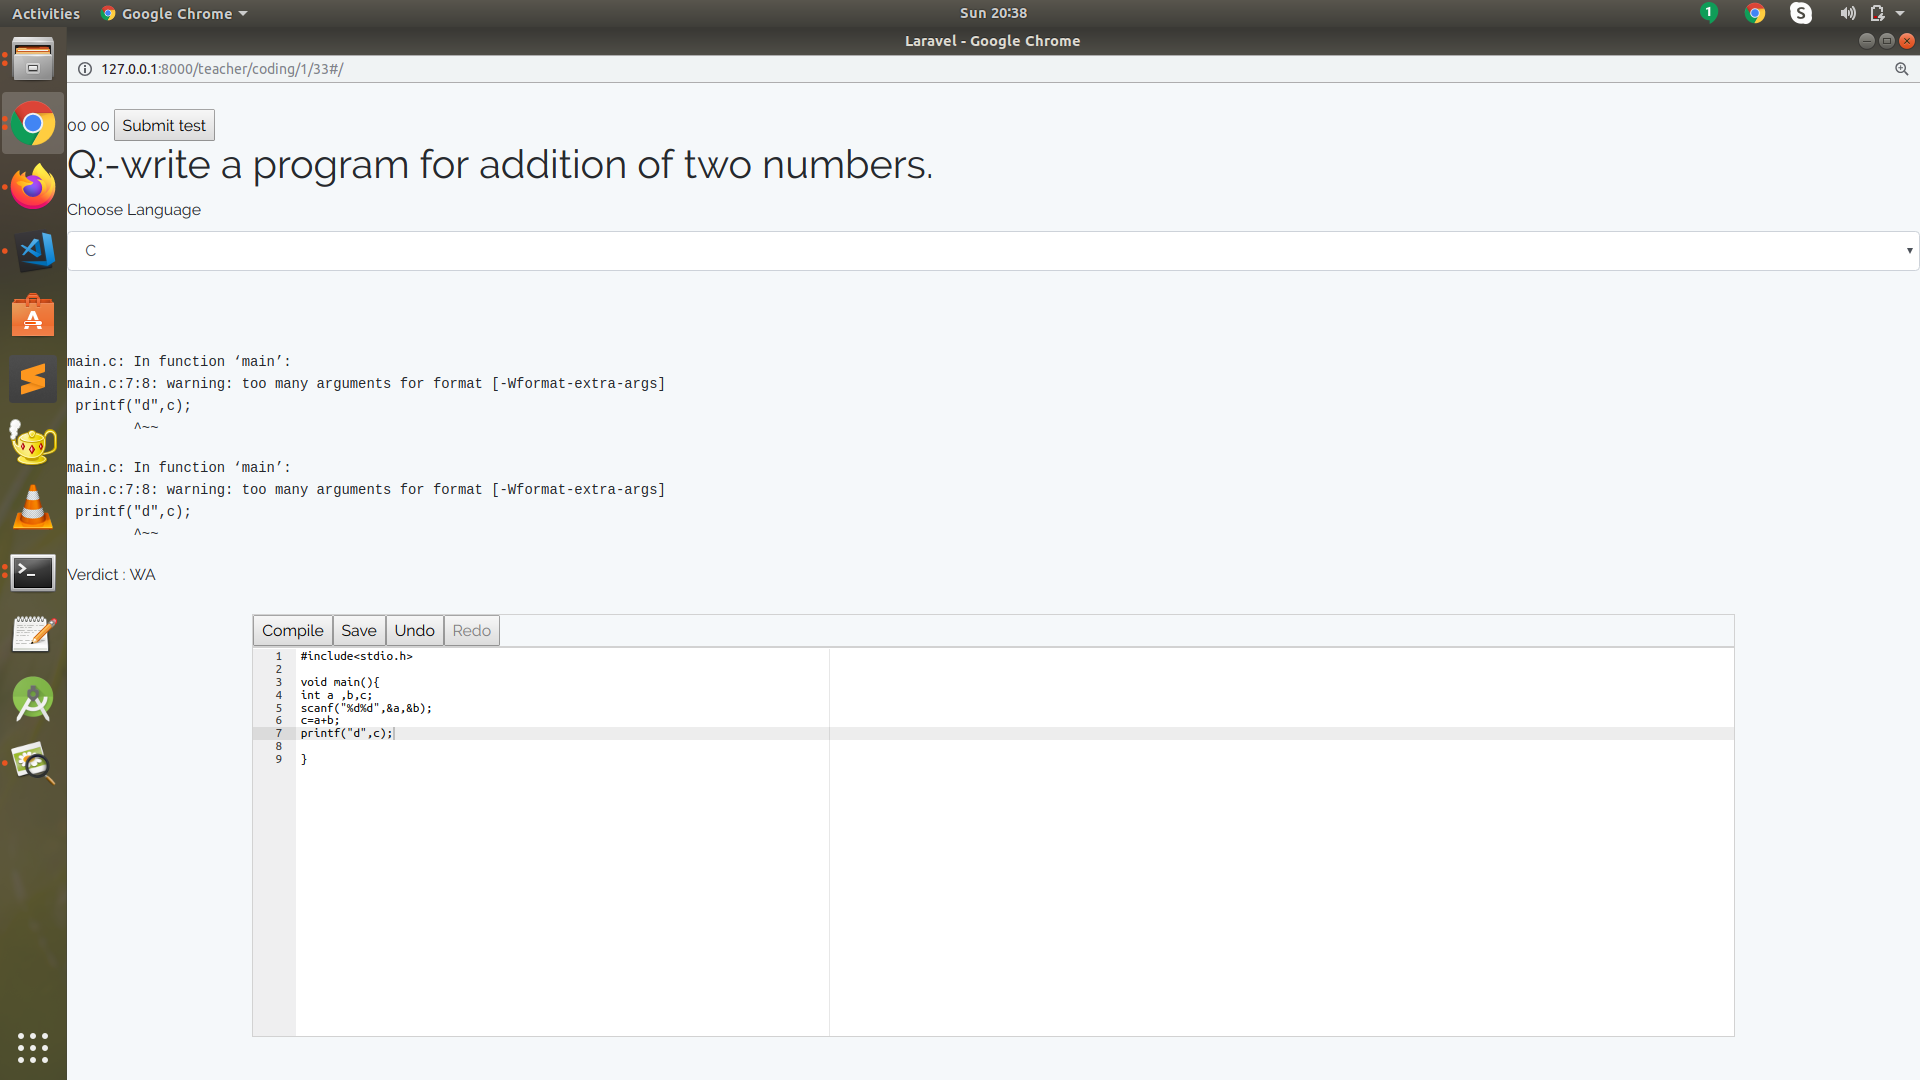 Activities Google Chrome Sun 20:38 1 S
Laravel - Google Chrome
127.0.0.1:8000/teacher/coding/1/33#/
00 00 Submit test
Q:-write a program for addition of two numbers.
Choose Language
C
main.c: In function ‘main’:
main.c:7:8: warning: too many arguments for format [-Wformat-extra-args]
 printf("d",c);
        ^~~
main.c: In function ‘main’:
main.c:7:8: warning: too many arguments for format [-Wformat-extra-args]
 printf("d",c);
        ^~~
Verdict : WA
Compile Save Undo Redo
1 #include<stdio.h>
2
3 void main(){
4 int a ,b,c;
5 scanf("%d%d",&a,&b);
6 c=a+b;
7 printf("d",c);
8
9 }